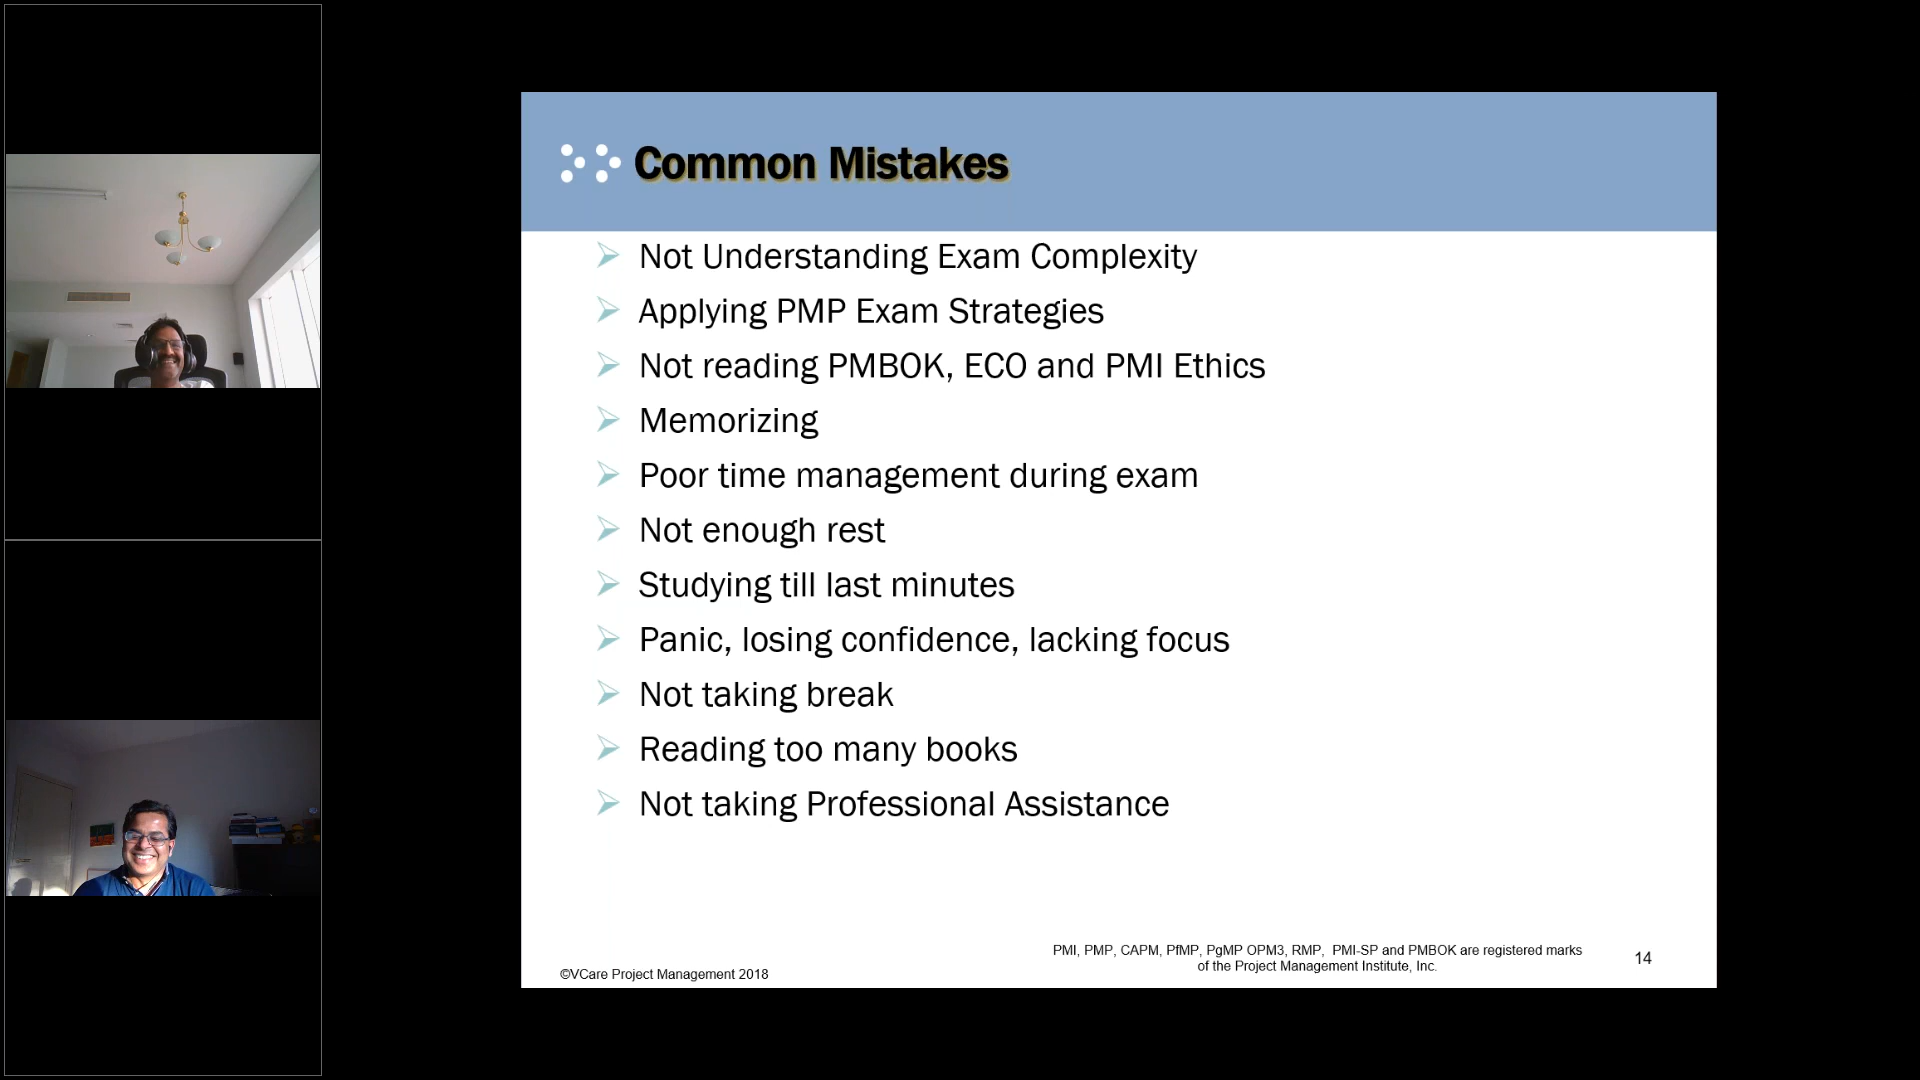 Common Mistakes
Not Understanding Exam Complexity
Applying PMP Exam Strategies
Not reading PMBOK, ECO and PMI Ethics
Memorizing
Poor time management during exam
Not enough rest
Studying till last minutes
Panic, losing confidence, lacking focus
Not taking break
Reading too many books
Not taking Professional Assistance
PMI, PMP, CAPM, PfMP, PgMP OPM3, RMP, PMI-SP and PMBOK are registered marks
of the Project Management Institute, Inc.
14
©VCare Project Management 2018